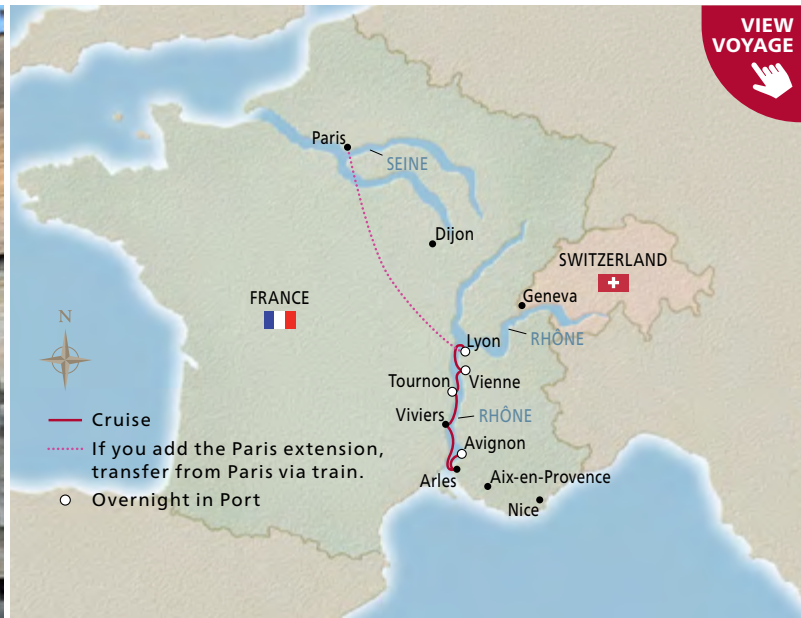 VIEW
VOYAGE
Paris
SEINE
Dijon
SWITZERLAND
Geneva
FRANCE
N
RHÔNE
Lyon
Tournon
Vienne
Viviers
RHÔNE
Avignon
Arles
Aix-en-Provence
Nice
Cruise
If you add the Paris extension,
transfer from Paris via train.
Overnight in Port